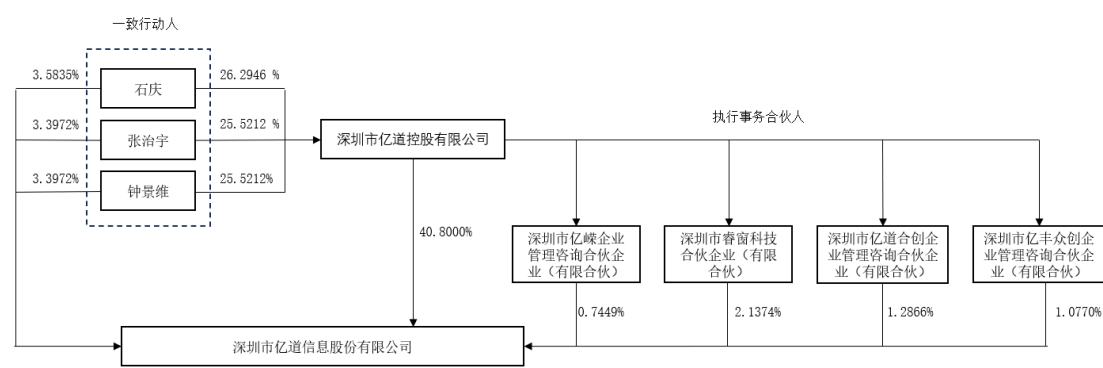 一致行动人
3.5835%
石庆
26.2946 %
3.3972%
张治宇
25.5212 %
3.3972%
钟景维
25.5212%
深圳市亿道控股有限公司
执行事务合伙人
40.8000%
深圳市亿嵘企业
管理咨询合伙企
业（有限合伙）
深圳市睿窗科技
合伙企业（有限
合伙）
深圳市亿道合创企
业管理咨询合伙企
业（有限合伙）
深圳市亿丰众创企
业管理咨询合伙企
业（有限合伙）
0.7449%
2.1374%
1.2866%
1.0770%
深圳市亿道信息股份有限公司